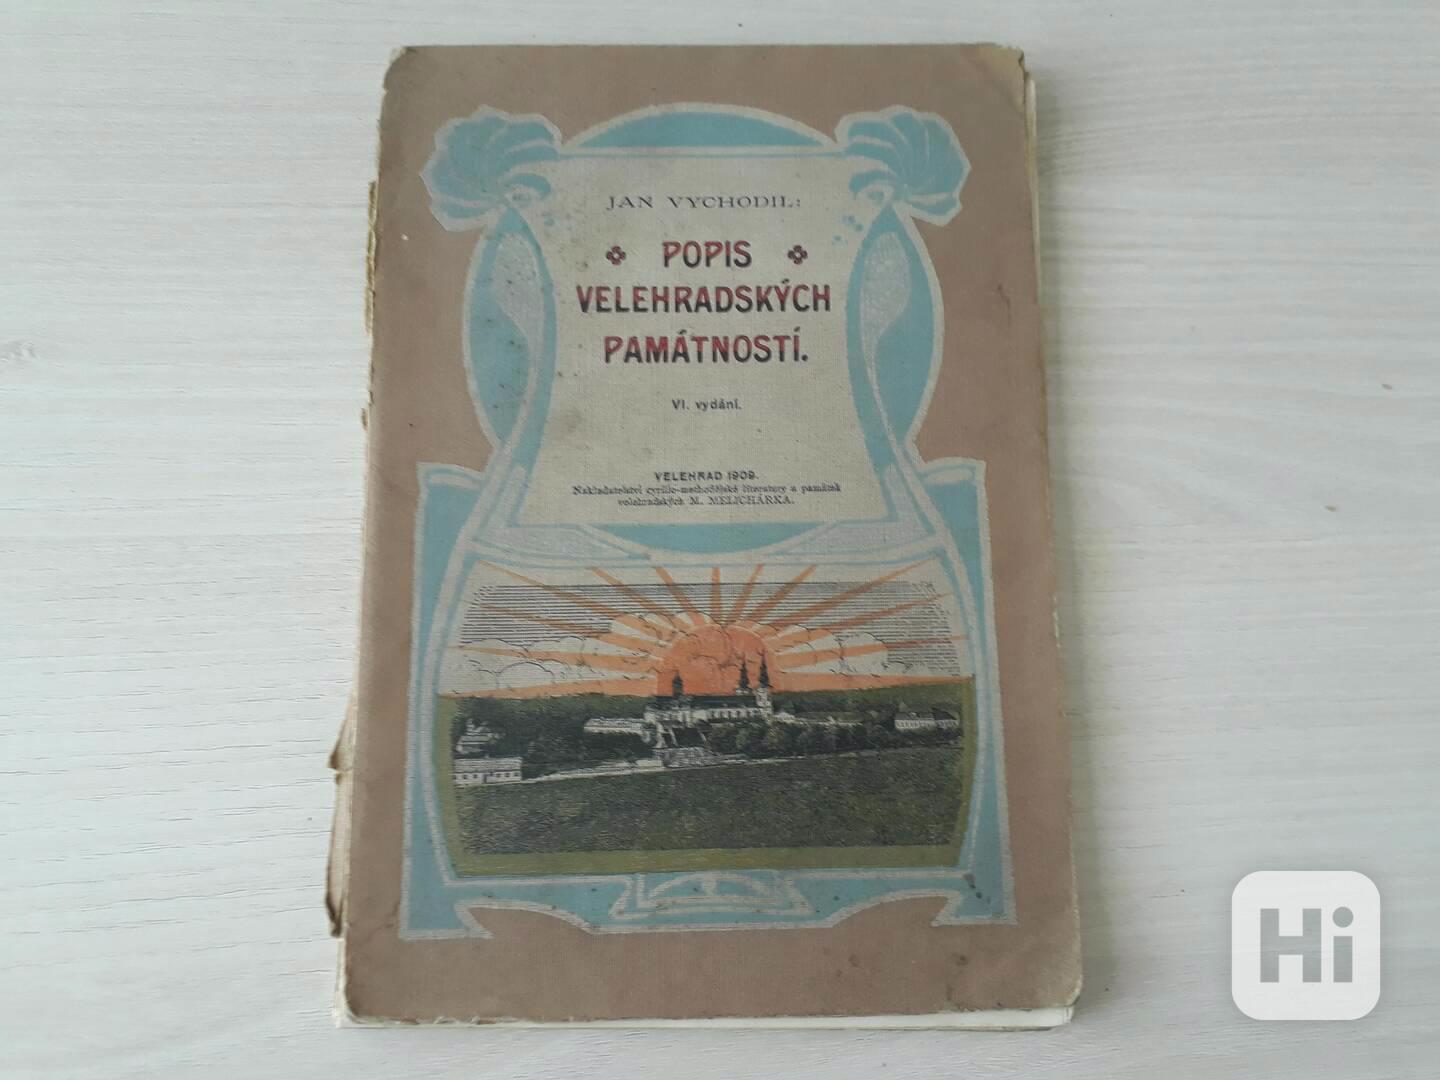 JAN VYCHODIL:
POPIS
VELEHRADSKÝCH
PAMÁTNOSTÍ.
VI. vydání.
VELEHRAD 1909.
Nakladatelství cyrillo-methodějské literatury a památek
velehradských M. MELICHÁRKA.
Hi